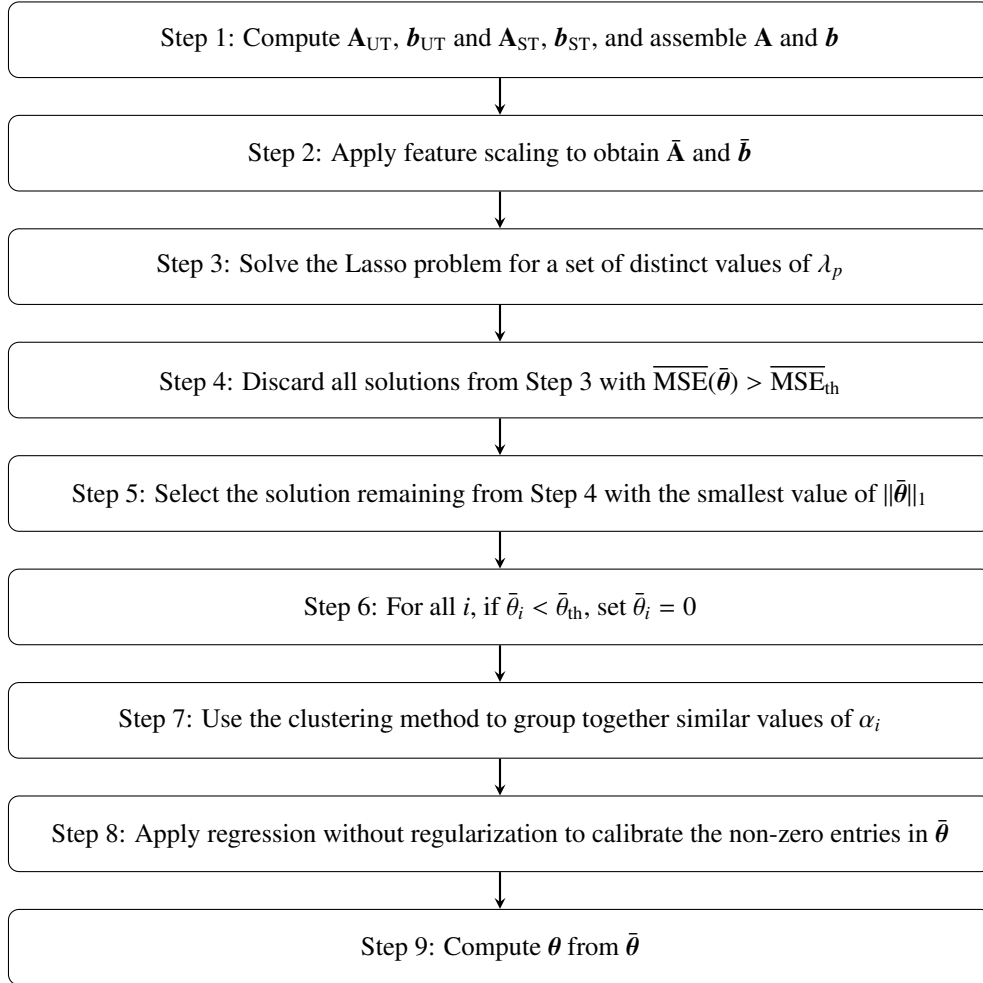 Step 1: Compute A_UT, b_UT and A_ST, b_ST, and assemble A and b
Step 2: Apply feature scaling to obtain Ā and b̄
Step 3: Solve the Lasso problem for a set of distinct values of λ_p
Step 4: Discard all solutions from Step 3 with M̅S̅E̅(θ̄) > M̅S̅E̅_th
Step 5: Select the solution remaining from Step 4 with the smallest value of ||θ̄||_1
Step 6: For all i, if θ̄_i < θ̄_th, set θ̄_i = 0
Step 7: Use the clustering method to group together similar values of α_i
Step 8: Apply regression without regularization to calibrate the non-zero entries in θ̄
Step 9: Compute θ from θ̄